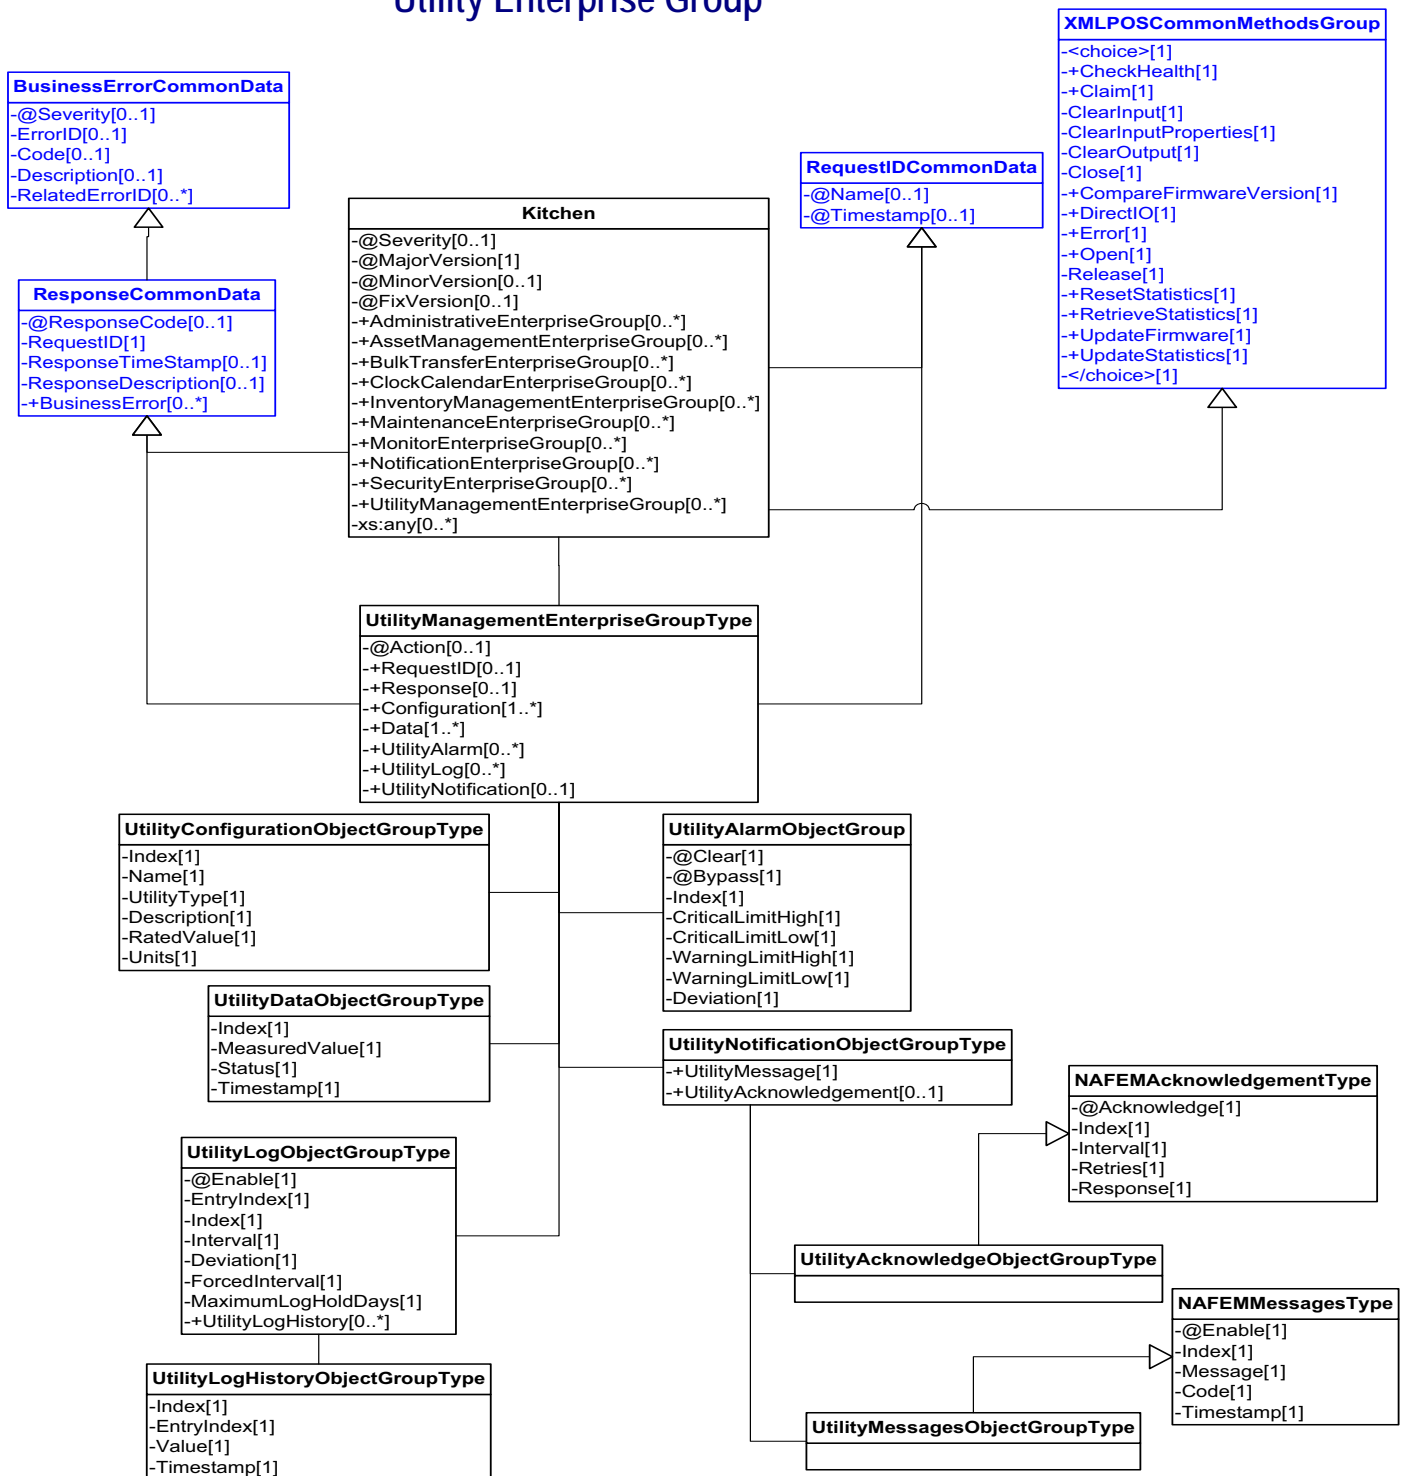 Utility Enterprise Group
XMLPOSCommonMethodsGroup
-<choice>[1]
-+CheckHealth[1]
-+Claim[1]
-ClearInput[1]
-ClearInputProperties[1]
-ClearOutput[1]
-Close[1]
-+CompareFirmwareVersion[1]
-+DirectIO[1]
-+Error[1]
-+Open[1]
-Release[1]
-+ResetStatistics[1]
-+RetrieveStatistics[1]
-+UpdateFirmware[1]
-+UpdateStatistics[1]
-</choice>[1]
BusinessErrorCommonData
-@Severity[0..1]
-ErrorID[0..1]
-Code[0..1]
-Description[0..1]
-RelatedErrorID[0..*]
RequestIDCommonData
-@Name[0..1]
-@Timestamp[0..1]
Kitchen
-@Severity[0..1]
-@MajorVersion[1]
-@MinorVersion[0..1]
-@FixVersion[0..1]
-+AdministrativeEnterpriseGroup[0..*]
-+AssetManagementEnterpriseGroup[0..*]
-+BulkTransferEnterpriseGroup[0..*]
-+ClockCalendarEnterpriseGroup[0..*]
-+InventoryManagementEnterpriseGroup[0..*]
-+MaintenanceEnterpriseGroup[0..*]
-+MonitorEnterpriseGroup[0..*]
-+NotificationEnterpriseGroup[0..*]
-+SecurityEnterpriseGroup[0..*]
-+UtilityManagementEnterpriseGroup[0..*]
-xs:any[0..*]
ResponseCommonData
-@ResponseCode[0..1]
-RequestID[1]
-ResponseTimeStamp[0..1]
-ResponseDescription[0..1]
-+BusinessError[0..*]
UtilityManagementEnterpriseGroupType
-@Action[0..1]
-+RequestID[0..1]
-+Response[0..1]
-+Configuration[1..*]
-+Data[1..*]
-+UtilityAlarm[0..*]
-+UtilityLog[0..*]
-+UtilityNotification[0..1]
UtilityConfigurationObjectGroupType
-Index[1]
-Name[1]
-UtilityType[1]
-Description[1]
-RatedValue[1]
-Units[1]
UtilityAlarmObjectGroup
-@Clear[1]
-@Bypass[1]
-Index[1]
-CriticalLimitHigh[1]
-CriticalLimitLow[1]
-WarningLimitHigh[1]
-WarningLimitLow[1]
-Deviation[1]
UtilityDataObjectGroupType
-Index[1]
-MeasuredValue[1]
-Status[1]
-Timestamp[1]
UtilityNotificationObjectGroupType
-+UtilityMessage[1]
-+UtilityAcknowledgement[0..1]
NAFEMAcknowledgementType
-@Acknowledge[1]
-Index[1]
-Interval[1]
-Retries[1]
-Response[1]
UtilityLogObjectGroupType
-@Enable[1]
-EntryIndex[1]
-Index[1]
-Interval[1]
-Deviation[1]
-ForcedInterval[1]
-MaximumLogHoldDays[1]
-+UtilityLogHistory[0..*]
UtilityAcknowledgeObjectGroupType
NAFEMMessagesType
-@Enable[1]
-Index[1]
-Message[1]
-Code[1]
-Timestamp[1]
UtilityLogHistoryObjectGroupType
-Index[1]
-EntryIndex[1]
-Value[1]
-Timestamp[1]
UtilityMessagesObjectGroupType